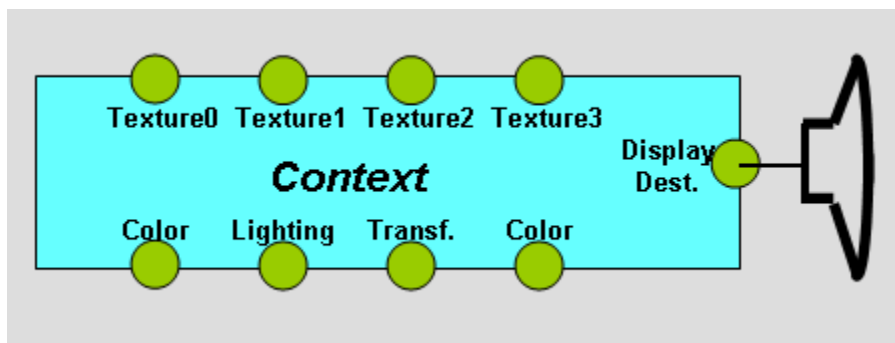 Texture0 Texture1 Texture2 Texture3
Display
Dest.
Context
Color Lighting Transf. Color